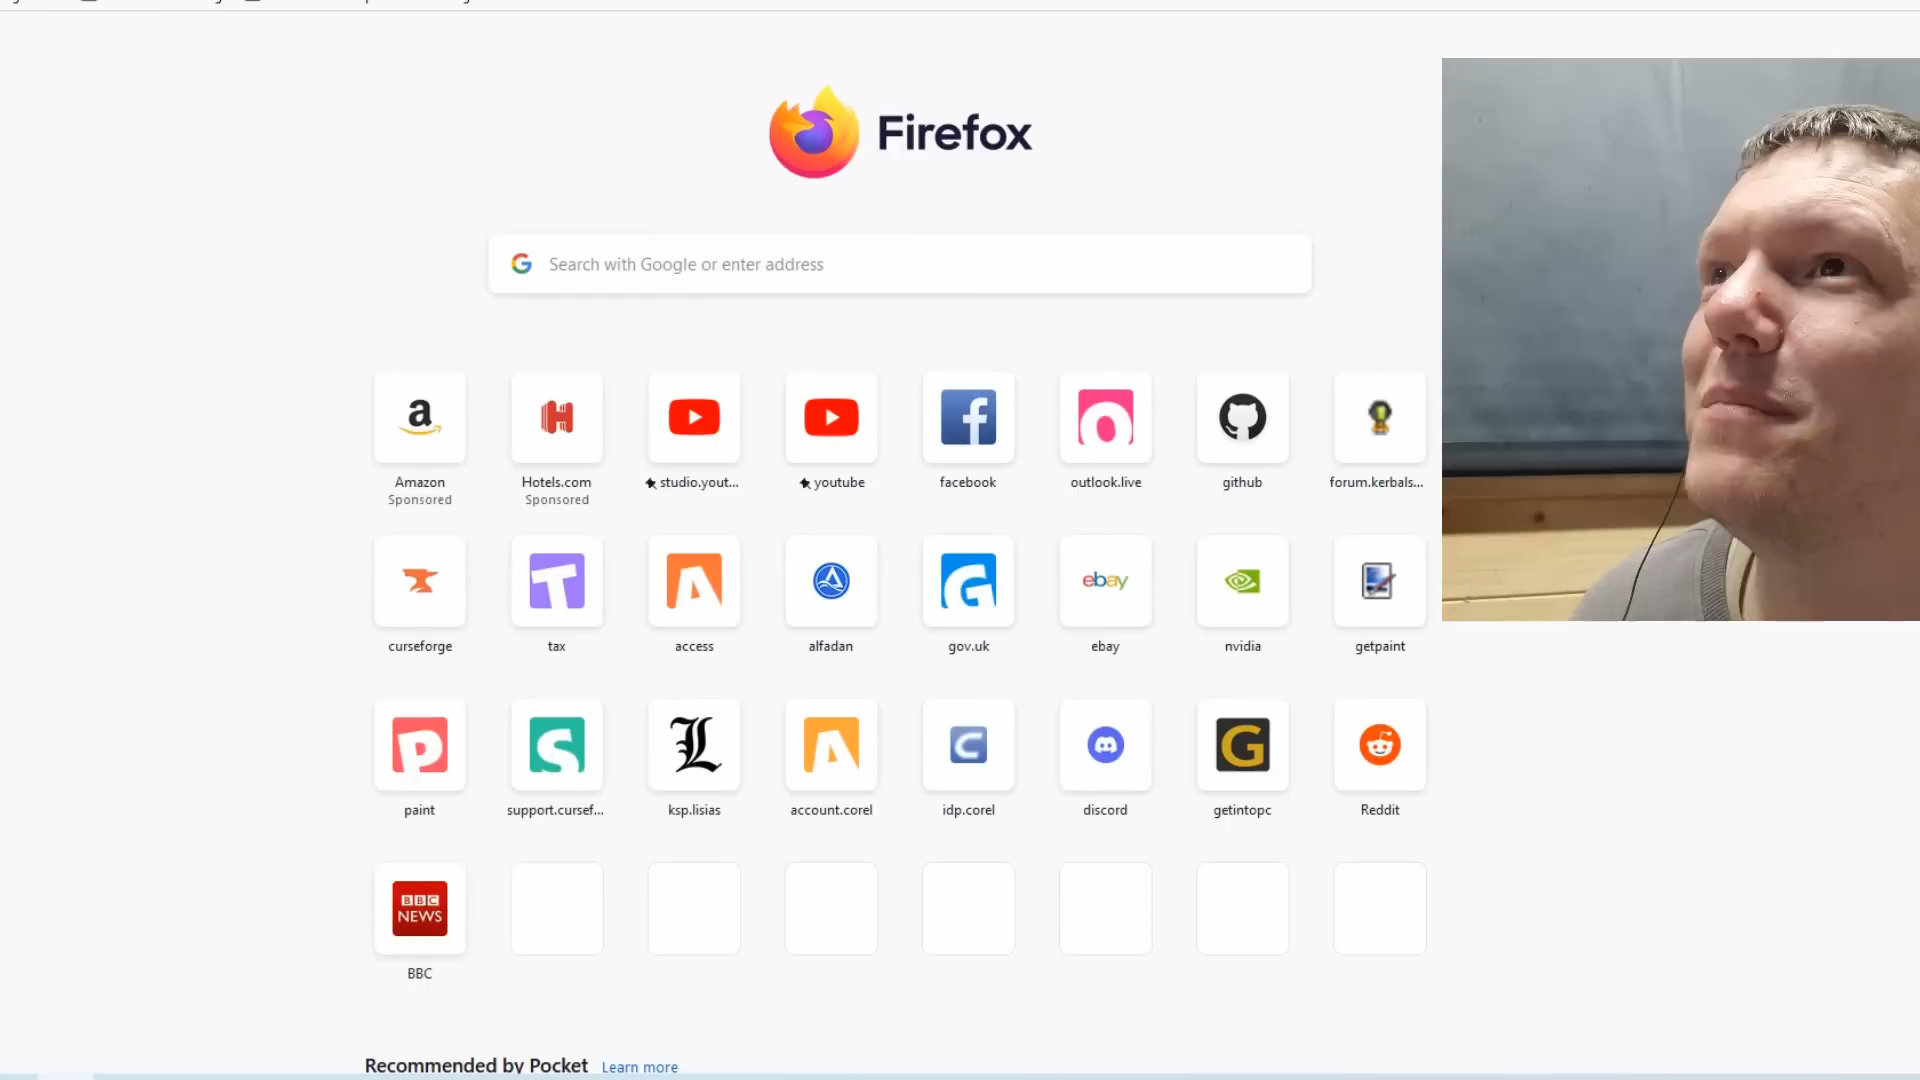 Firefox
Search with Google or enter address
Amazon
Sponsored
Hotels.com
Sponsored
studio.yout...
youtube
facebook
outlook.live
github
forum.kerbals...
ebay
curseforge
tax
access
alfadan
gov.uk
ebay
nvidia
getpaint
paint
support.cursef...
ksp.lisias
account.corel
idp.corel
discord
getintopc
Reddit
BBC
NEWS
BBC
Recommended by Pocket Learn more